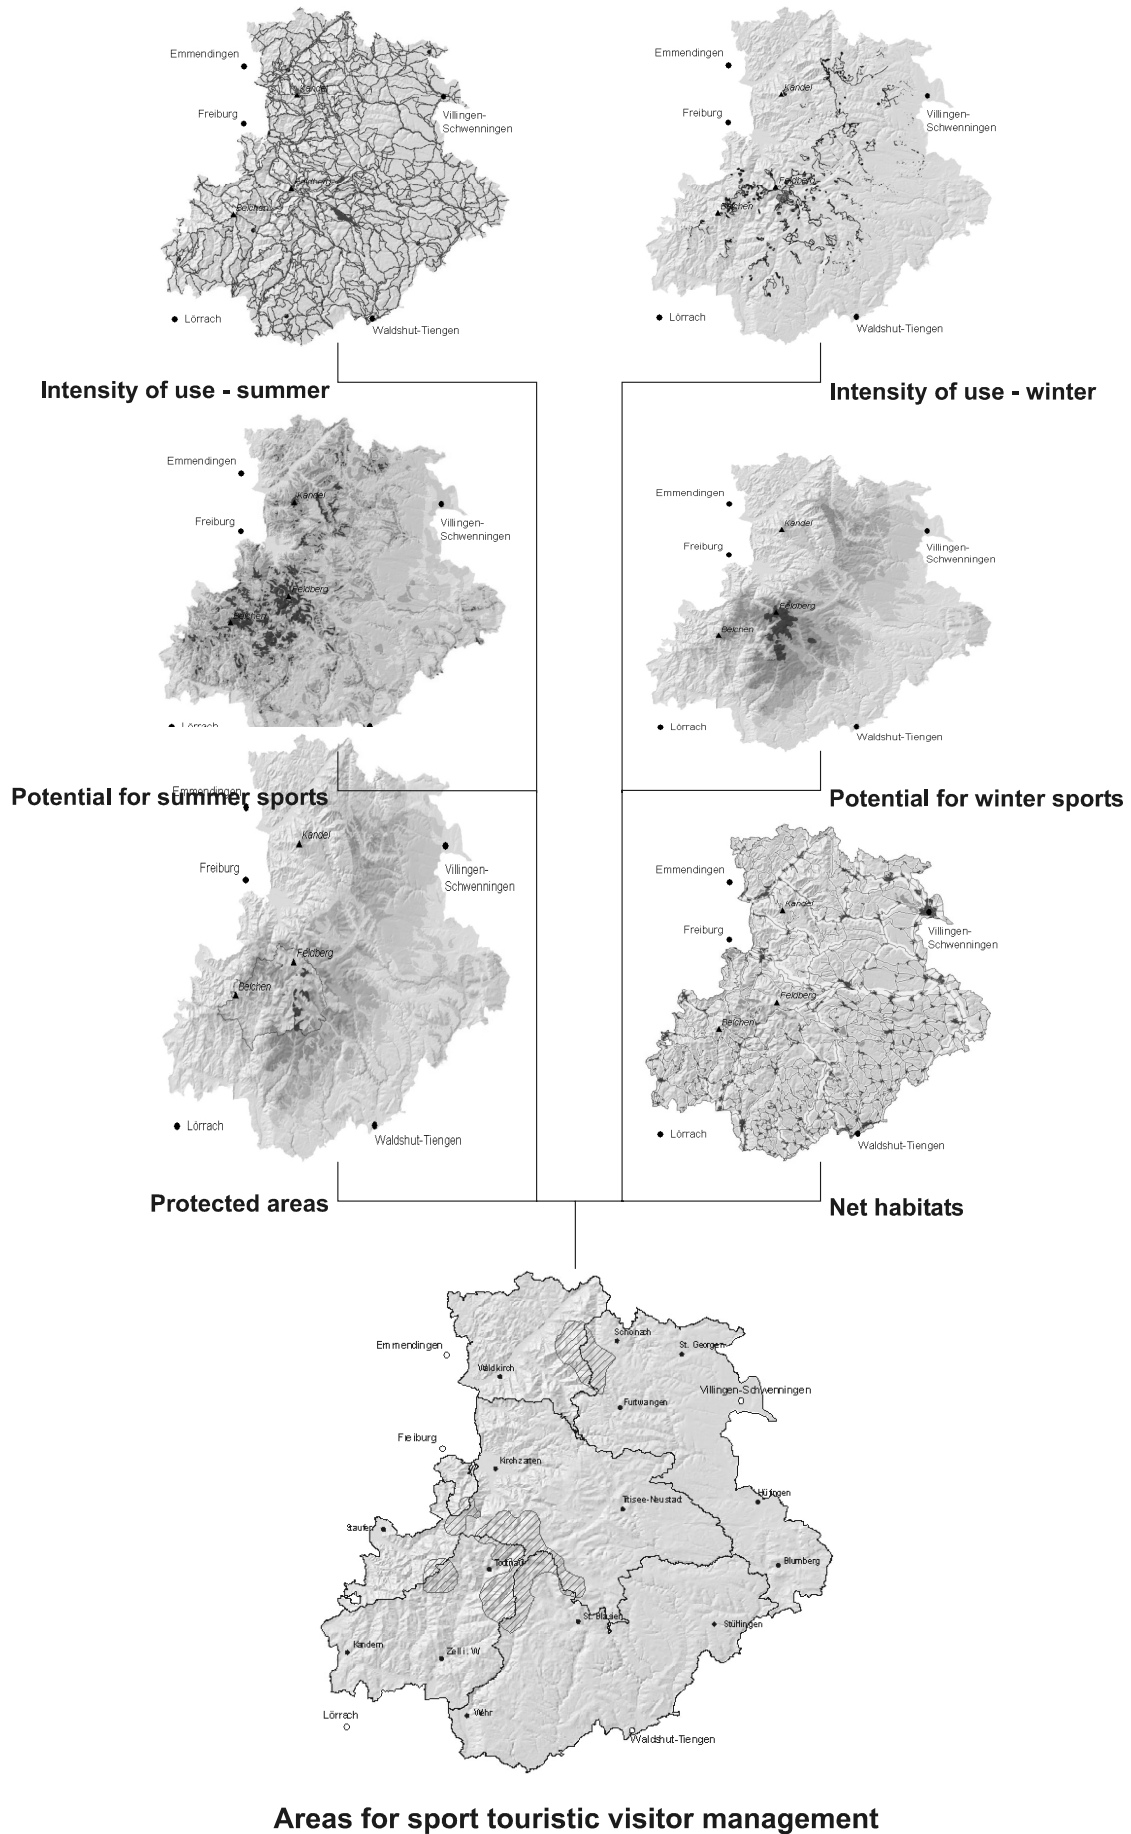 Emmendingen
Kandel
Freiburg
Villingen-
Schwenningen
Feldberg
Belchen
Lörrach
Waldshut-Tiengen
Intensity of use - summer
Emmendingen
Kandel
Freiburg
Villingen-
Schwenningen
Feldberg
Belchen
Lörrach
Waldshut-Tiengen
Intensity of use - winter
Emmendingen
Kandel
Freiburg
Villingen-
Schwenningen
Feldberg
Belchen
Lörrach
Potential for summer sports
Emmendingen
Kandel
Freiburg
Villingen-
Schwenningen
Feldberg
Belchen
Lörrach
Waldshut-Tiengen
Potential for winter sports
Emmendingen
Kandel
Freiburg
Villingen-
Schwenningen
Feldberg
Belchen
Lörrach
Waldshut-Tiengen
Protected areas
Emmendingen
Kandel
Freiburg
Villingen-
Schwenningen
Feldberg
Belchen
Lörrach
Waldshut-Tiengen
Net habitats
Schonach
Emmendingen
St. Georgen
Waldkirch
Villingen-Schwenningen
Furtwangen
Freiburg
Kirchzarten
Hüfingen
Titisee-Neustadt
Staufen
Blumberg
Todtnau
St. Blasien
Stühlingen
Kandern
Zell i. W
Wehr
Lörrach
Waldshut-Tiengen
Areas for sport touristic visitor management